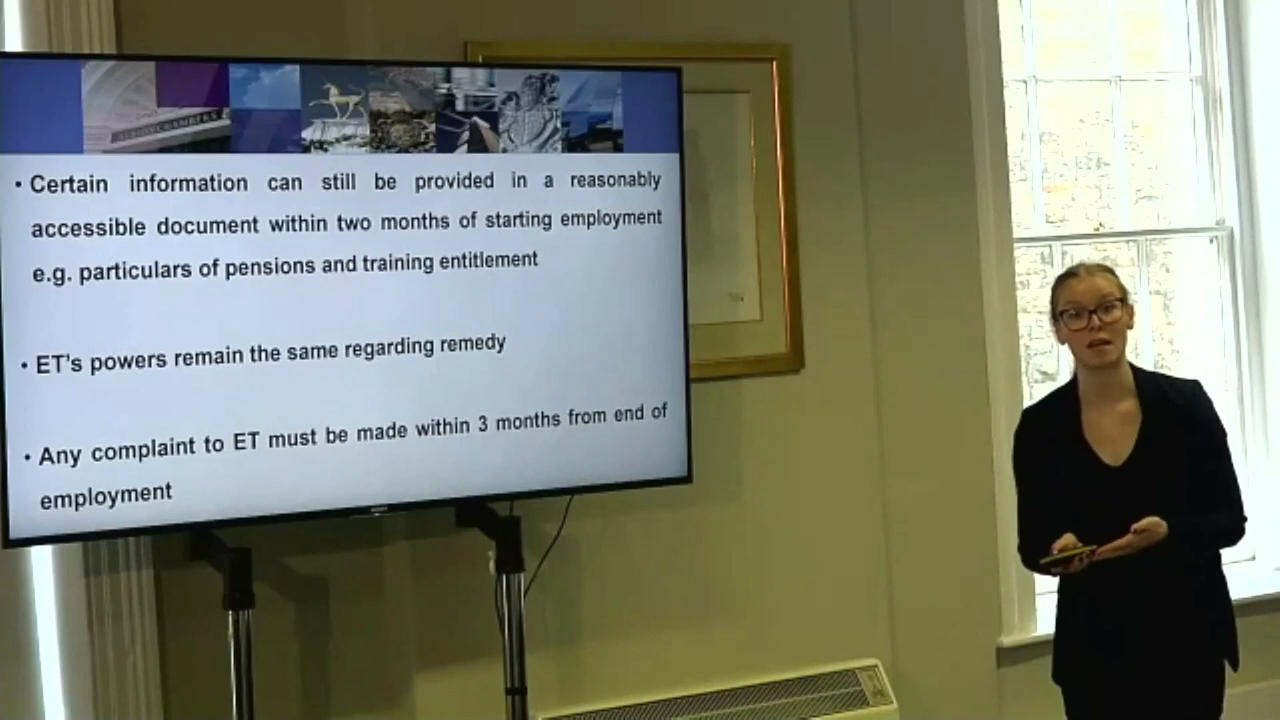 ALBION CHAMBERS
• Certain information can still be provided in a reasonably
accessible document within two months of starting employment
e.g. particulars of pensions and training entitlement
• ET's powers remain the same regarding remedy
• Any complaint to ET must be made within 3 months from end of
employment